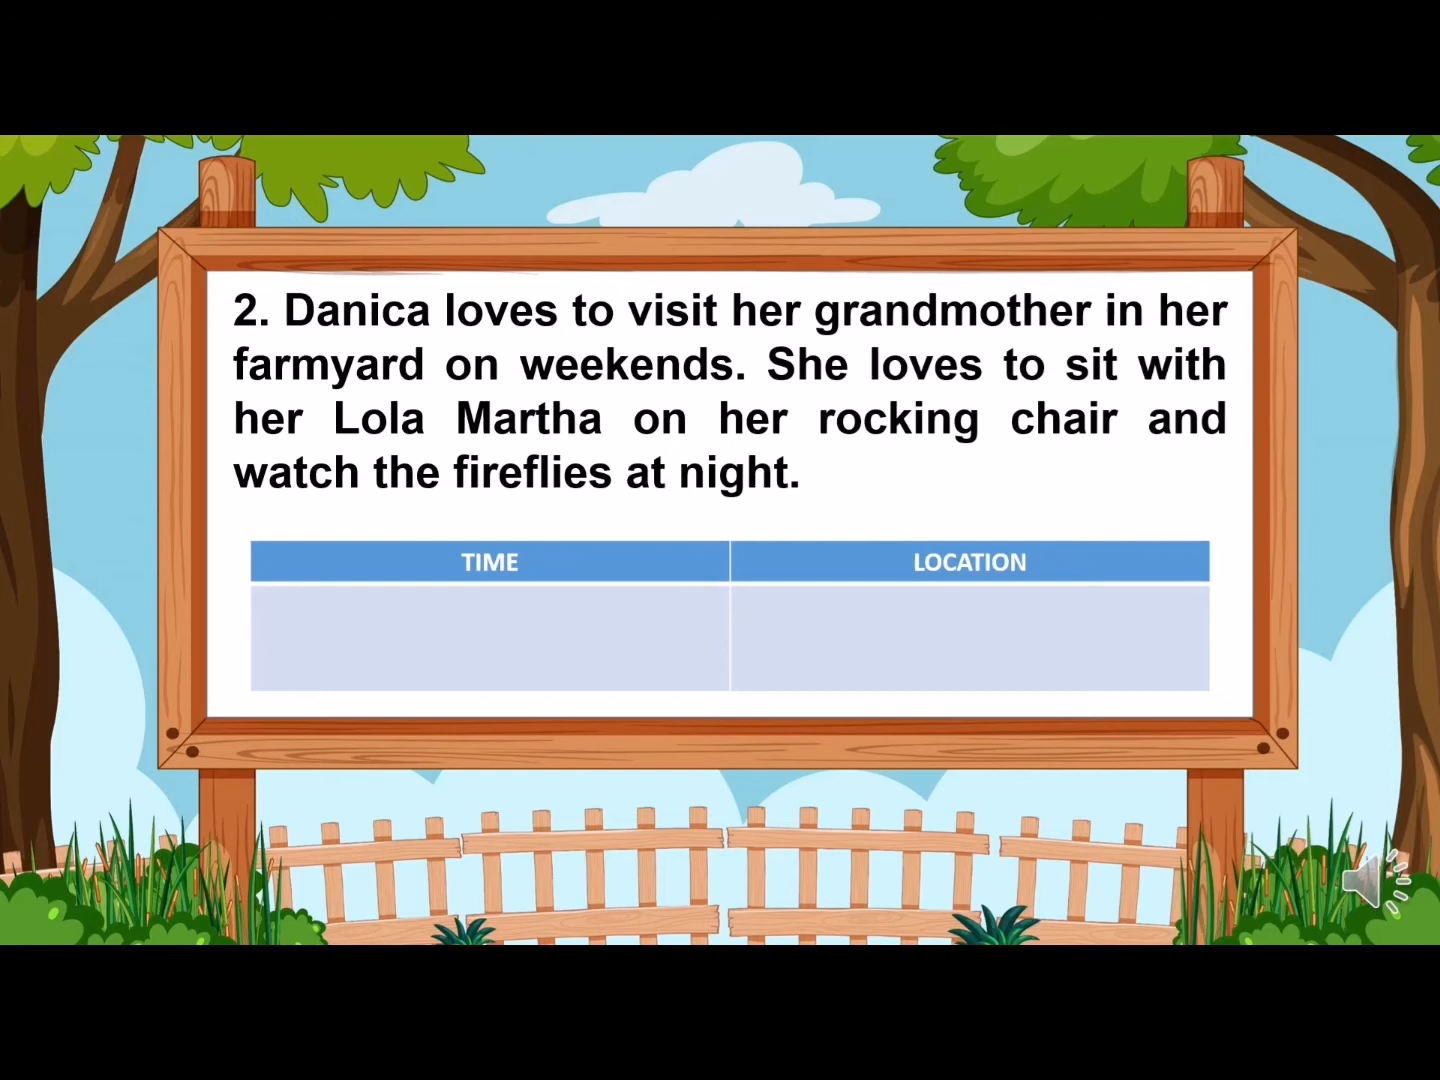 2. Danica loves to visit her grandmother in her
farmyard on weekends. She loves to sit with
her Lola Martha on her rocking chair and
watch the fireflies at night.
TIME
LOCATION